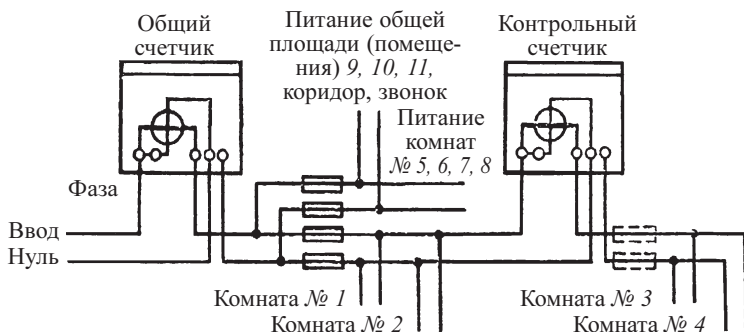 Общий
счетчик
Питание общей
площади (помеще-
ния) 9, 10, 11,
коридор, звонок
Контрольный
счетчик
Питание
комнат
№ 5, 6, 7, 8
Фаза
Ввод
Нуль
Комната № 1
Комната № 2
Комната № 3
Комната № 4